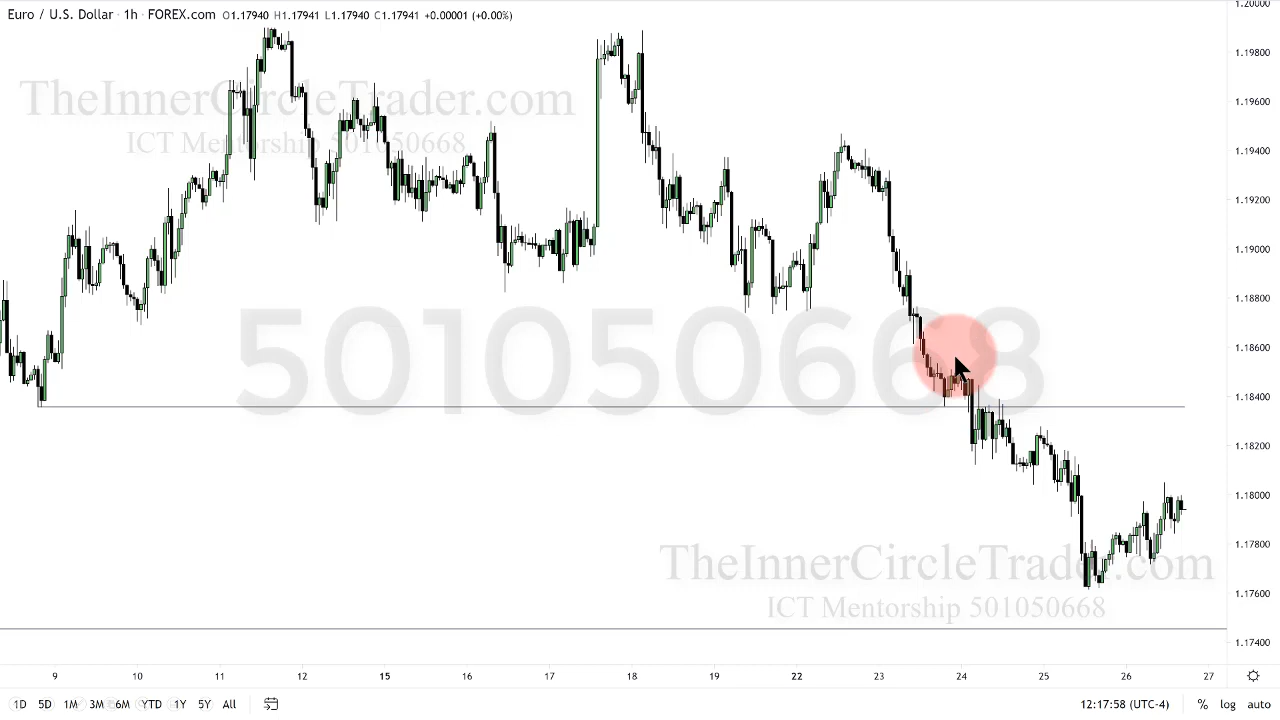 Euro / U.S. Dollar · 1h · FOREX.com O1.17940 H1.17941 L1.17940 C1.17941 +0.00001 (+0.00%)
1.20000
1.19800
1.19600
1.19400
1.19200
1.19000
1.18800
1.18600
1.18400
1.18200
1.18000
1.17800
1.17600
1.17400
TheInnerCircleTrader.com
ICT Mentorship 501050668
501050668
TheInnerCircleTrader.com
ICT Mentorship 501050668
9 10 11 12 15 16 17 18 19 22 23 24 25 26 27
1D 5D 1M 3M 6M YTD 1Y 5Y All 12:17:58 (UTC-4) % log auto